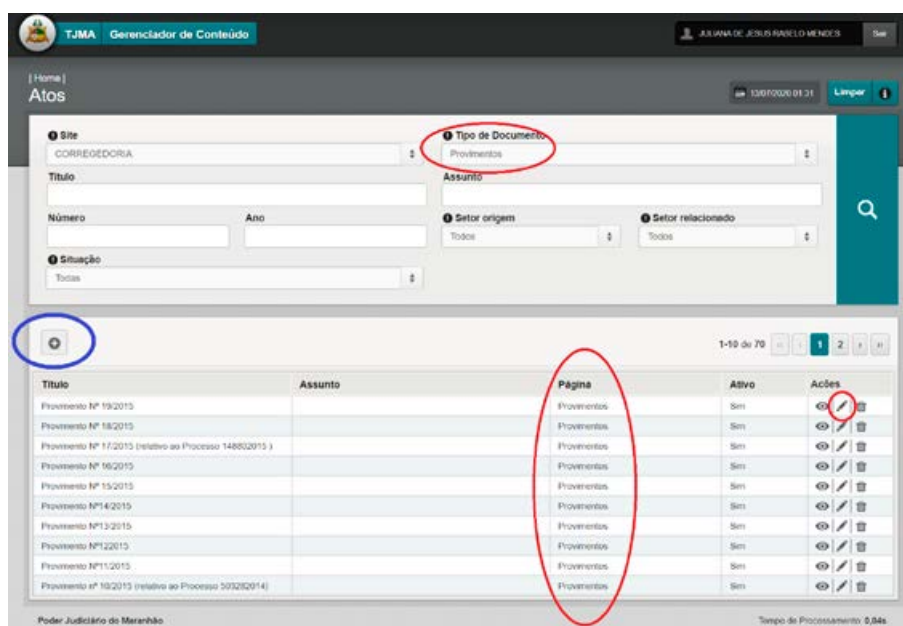 TJMA Gerenciador de Conteúdo
JULIANA DE JESUS RABELO MENDES Sair
| Home |
Atos
13/07/2020 01:31 Limpar
Site Tipo de Documento
CORREGEDORIA Provimentos
Título Assunto
Número Ano Setor origem Setor relacionado
Todos Todos
Situação
Todas
1-10 de 70 1 2
Título Assunto Página Ativo Acões
Provimento Nº 19/2015 Provimentos Sim
Provimento Nº 18/2015 Provimentos Sim
Provimento Nº 17/2015 (relativo ao Processo 148802015 ) Provimentos Sim
Provimento Nº 16/2015 Provimentos Sim
Provimento Nº 15/2015 Provimentos Sim
Provimento Nº14/2015 Provimentos Sim
Provimento Nº13/2015 Provimentos Sim
Provimento Nº122015 Provimentos Sim
Provimento Nº11/2015 Provimentos Sim
Provimento nº 10/2015 (relativo ao Processo 503282014) Provimentos Sim
Poder Judiciário do Maranhão Tempo de Processamento 0,04s